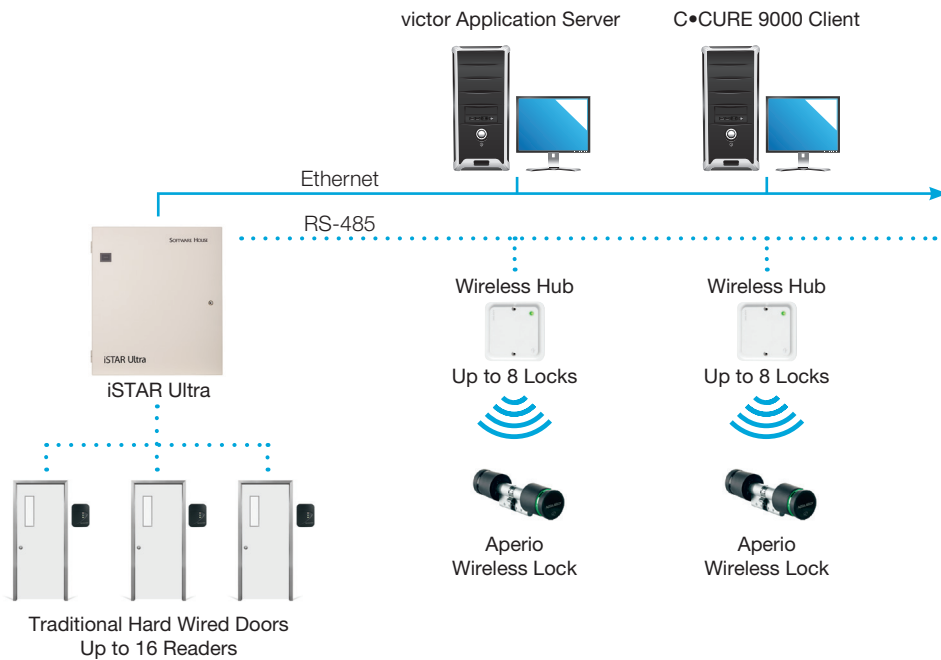 victor Application Server
C•CURE 9000 Client
Ethernet
RS-485
SOFTWARE HOUSE
iSTAR Ultra
iSTAR Ultra
Wireless Hub
Wireless Hub
Up to 8 Locks
Up to 8 Locks
Aperio
Wireless Lock
Aperio
Wireless Lock
Traditional Hard Wired Doors
Up to 16 Readers